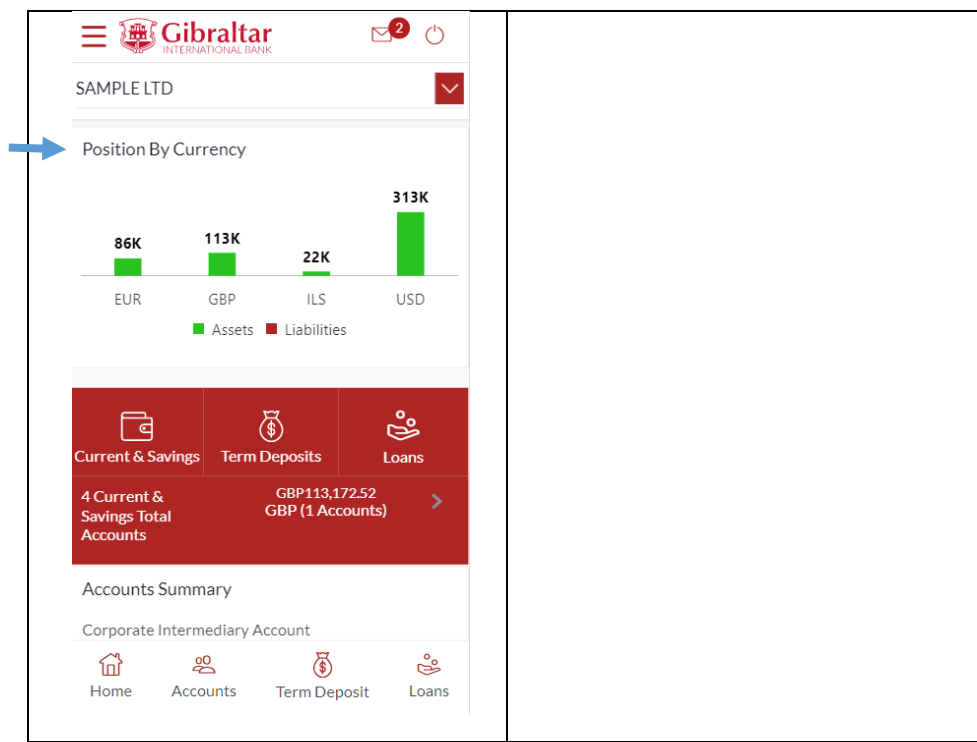 Gibraltar
INTERNATIONAL BANK
2
SAMPLE LTD
Position By Currency
86K 113K 22K 313K
EUR GBP ILS USD
Assets Liabilities
Current & Savings Term Deposits Loans
4 Current &
Savings Total
Accounts
GBP113,172.52
GBP (1 Accounts)
Accounts Summary
Corporate Intermediary Account
Home Accounts Term Deposit Loans